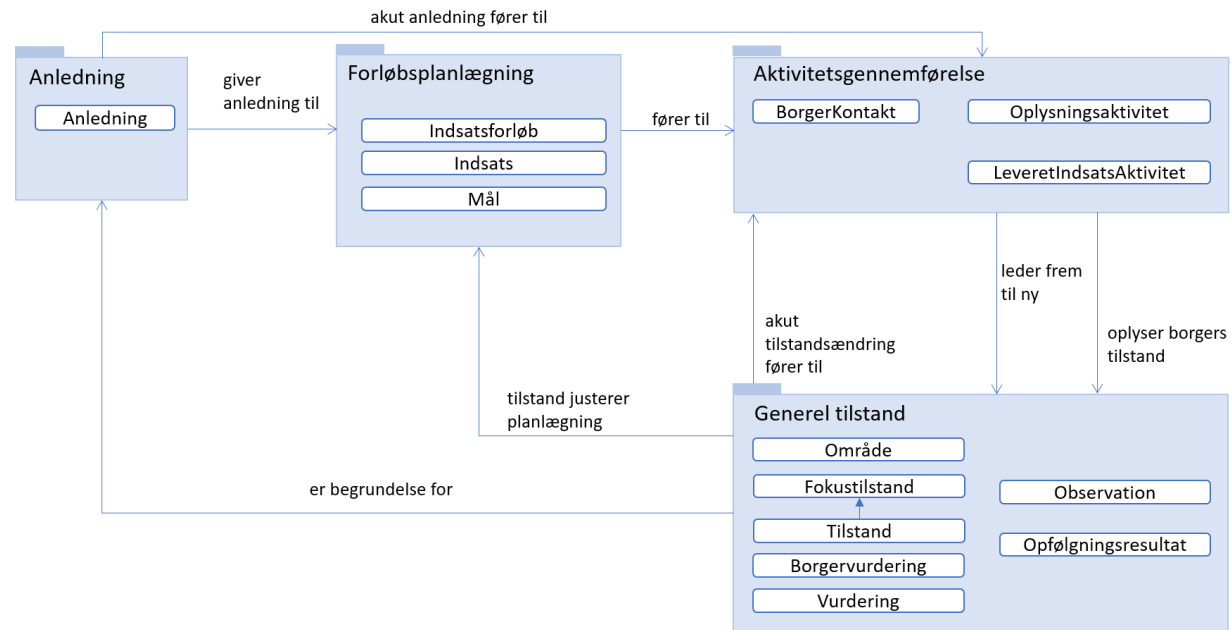 akut anledning fører til
Anledning
Anledning
giver
anledning til
Forløbsplanlægning
Indsatsforløb
Indsats
Mål
fører til
Aktivitetsgennemførelse
BorgerKontakt
Oplysningsaktivitet
LeveretIndsatsAktivitet
leder frem
til ny
oplyser borgers
tilstand
akut
tilstandsændring
fører til
tilstand justerer
planlægning
er begrundelse for
Generel tilstand
Område
Fokustilstand
Tilstand
Borgervurdering
Vurdering
Observation
Opfølgningsresultat